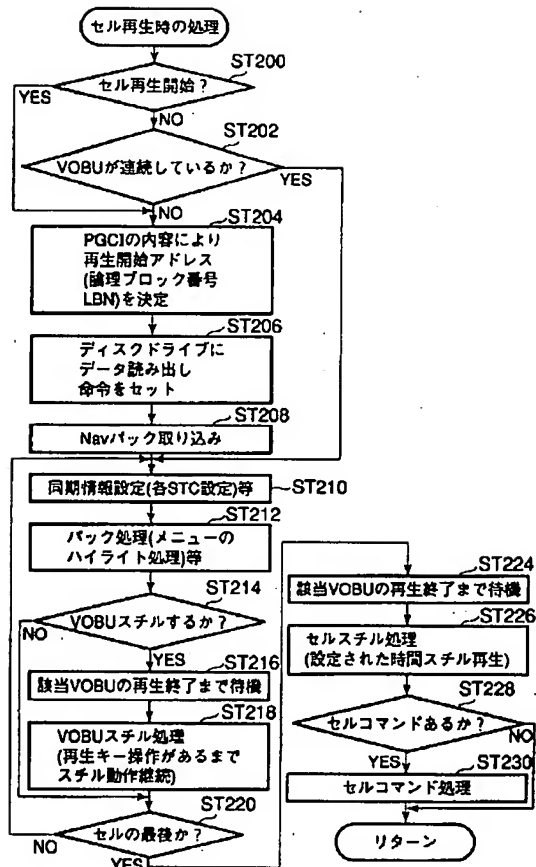 セル再生時の処理
ST200
セル再生開始?
YES
NO
ST202
VOBUが連続しているか?
YES
NO
ST204
PGCIの内容により
再生開始アドレス
(論理ブロック番号
LBN)を決定
ST206
ディスクドライブに
データ読み出し
命令をセット
ST208
Navパック取り込み
同期情報設定(各STC設定)等
ST210
ST212
パック処理(メニューの
ハイライト処理)等
ST214
VOBUスチルするか?
NO
YES
ST216
該当VOBUの再生終了まで待機
ST218
VOBUスチル処理
(再生キー操作があるまで
スチル動作継続)
ST220
セルの最後か?
NO
YES
ST224
該当VOBUの再生終了まで待機
ST226
セルスチル処理
(設定された時間スチル再生)
ST228
セルコマンドあるか?
NO
YES
ST230
セルコマンド処理
リターン